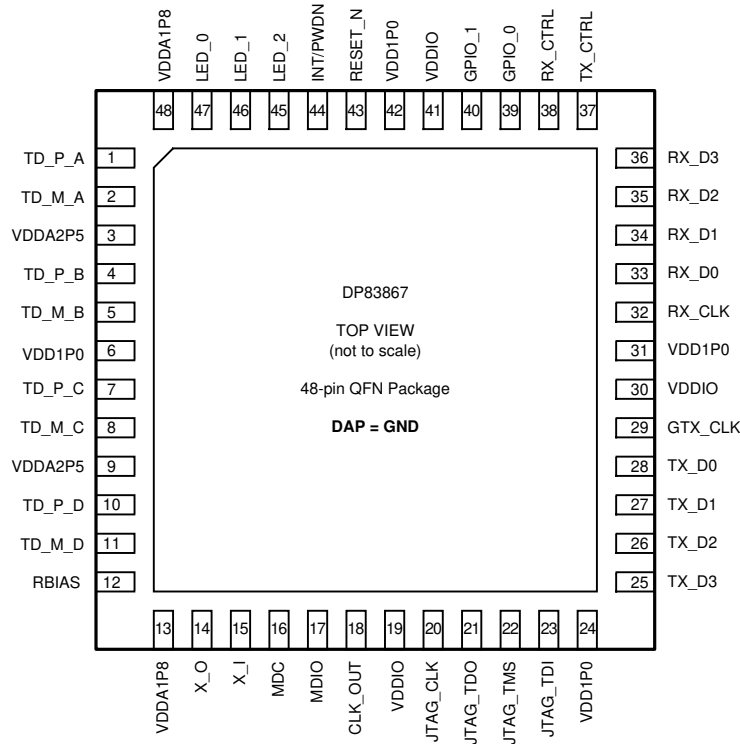 VDDA1P8
LED_0
LED_1
LED_2
INT/PWDN
RESET_N
VDD1P0
VDDIO
GPIO_1
GPIO_0
RX_CTRL
TX_CTRL
48 47 46 45 44 43 42 41 40 39 38 37
TD_P_A 1
TD_M_A 2
VDDA2P5 3
TD_P_B 4
TD_M_B 5
VDD1P0 6
TD_P_C 7
TD_M_C 8
VDDA2P5 9
TD_P_D 10
TD_M_D 11
RBIAS 12
DP83867
TOP VIEW
(not to scale)
48-pin QFN Package
DAP = GND
36 RX_D3
35 RX_D2
34 RX_D1
33 RX_D0
32 RX_CLK
31 VDD1P0
30 VDDIO
29 GTX_CLK
28 TX_D0
27 TX_D1
26 TX_D2
25 TX_D3
13 14 15 16 17 18 19 20 21 22 23 24
VDDA1P8
X_O
X_I
MDC
MDIO
CLK_OUT
VDDIO
JTAG_CLK
JTAG_TDO
JTAG_TMS
JTAG_TDI
VDD1P0